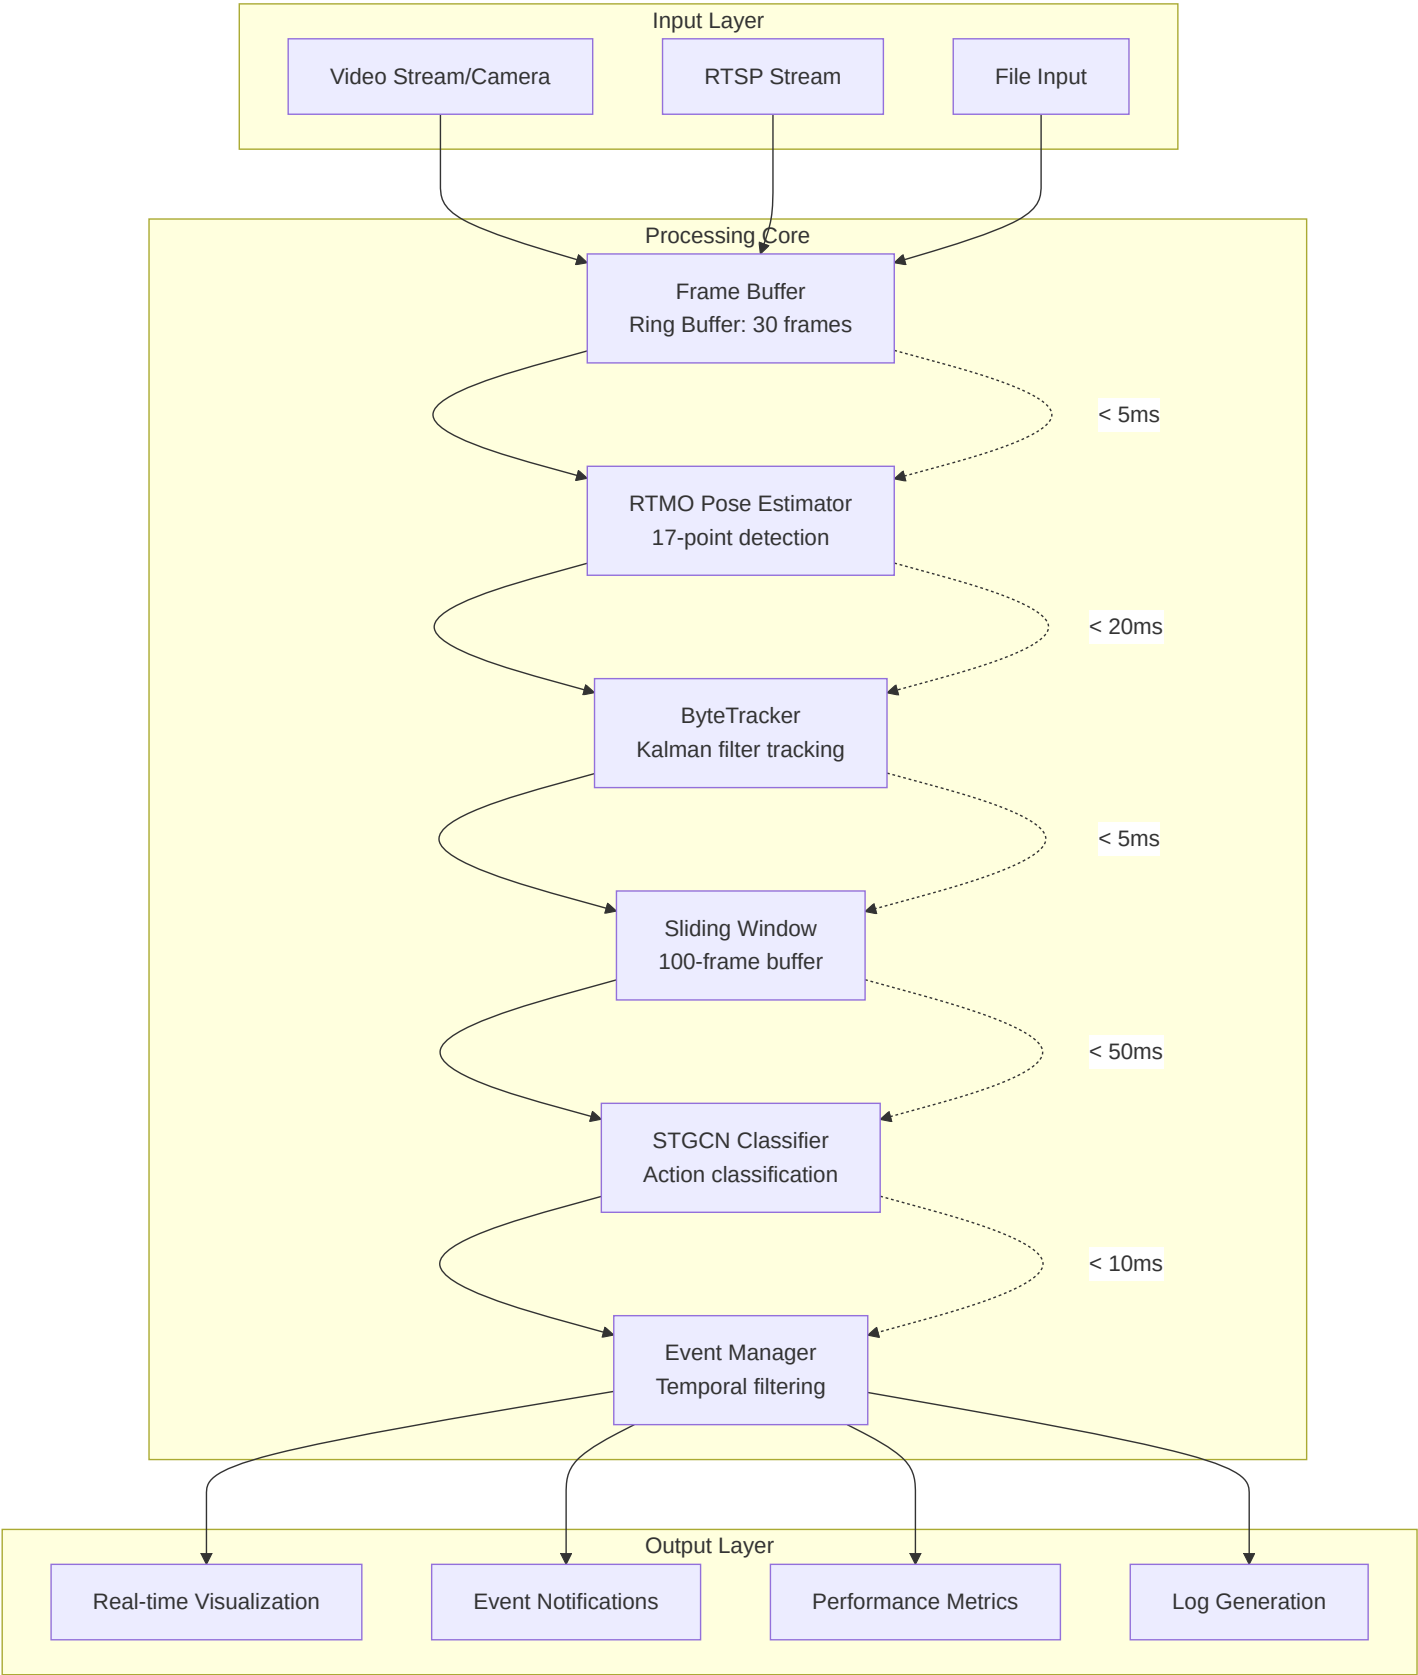 Input Layer
Video Stream/Camera
RTSP Stream
File Input
Processing Core
Frame Buffer
Ring Buffer: 30 frames
< 5ms
RTMO Pose Estimator
17-point detection
< 20ms
ByteTracker
Kalman filter tracking
< 5ms
Sliding Window
100-frame buffer
< 50ms
STGCN Classifier
Action classification
< 10ms
Event Manager
Temporal filtering
Output Layer
Real-time Visualization
Event Notifications
Performance Metrics
Log Generation